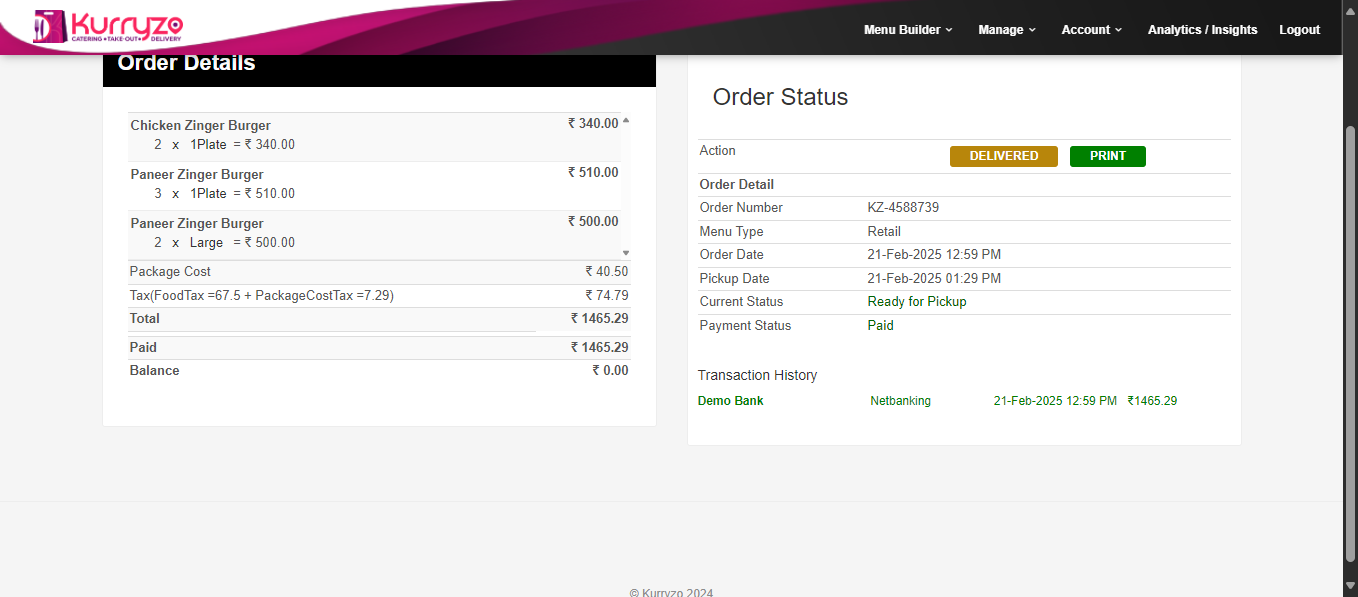 Kurryzo
CATERING • TAKE-OUT • DELIVERY
Menu Builder
Manage
Account
Analytics / Insights
Logout
Order Details
Chicken Zinger Burger ₹ 340.00
2 x 1Plate = ₹ 340.00
Paneer Zinger Burger ₹ 510.00
3 x 1Plate = ₹ 510.00
Paneer Zinger Burger ₹ 500.00
2 x Large = ₹ 500.00
Package Cost ₹ 40.50
Tax(FoodTax =67.5 + PackageCostTax =7.29) ₹ 74.79
Total ₹ 1465.29
Paid ₹ 1465.29
Balance ₹ 0.00
Order Status
Action DELIVERED PRINT
Order Detail
Order Number KZ-4588739
Menu Type Retail
Order Date 21-Feb-2025 12:59 PM
Pickup Date 21-Feb-2025 01:29 PM
Current Status Ready for Pickup
Payment Status Paid
Transaction History
Demo Bank Netbanking 21-Feb-2025 12:59 PM ₹1465.29
© Kurryzo 2024